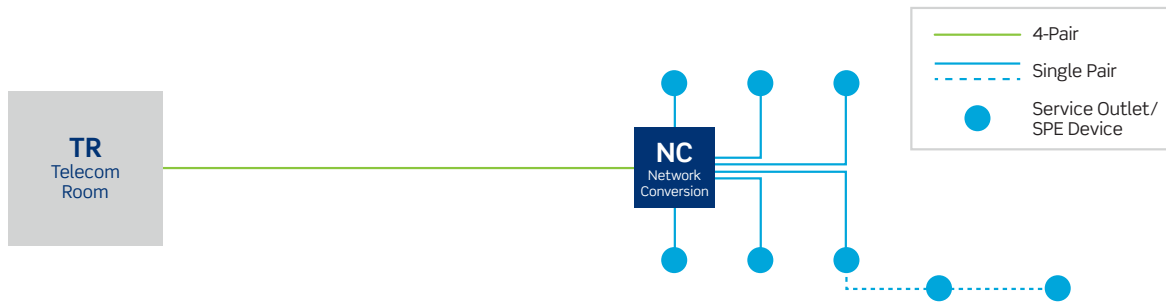 TR
Telecom
Room
NC
Network
Conversion
4-Pair
Single Pair
Service Outlet/
SPE Device